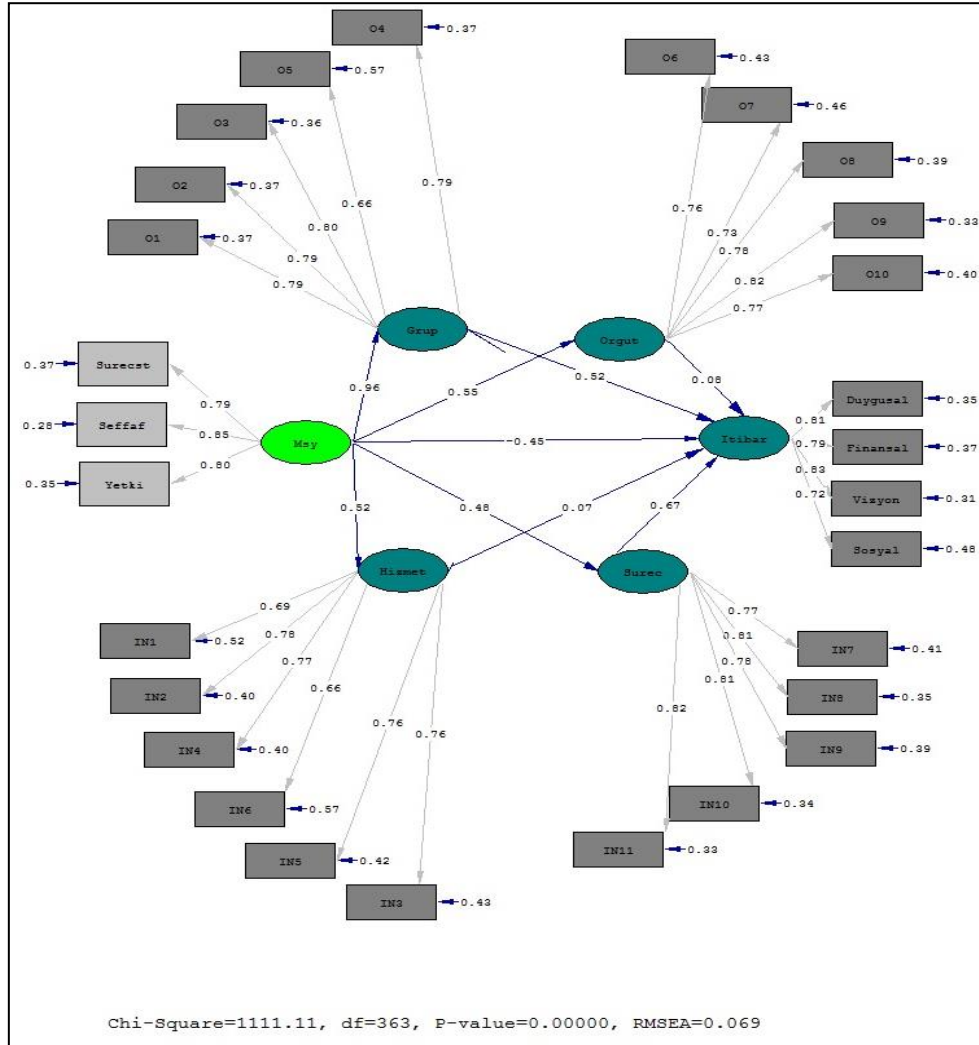 O4 0.37
O5 0.57
O3 0.36
O2 0.37
O1 0.37
0.79
0.66
0.80
0.79
0.79
O6 0.43
O7 0.46
O8 0.39
O9 0.33
O10 0.40
0.76
0.73
0.78
0.82
0.77
Grup
Orgut
0.37 Surecst
0.28 Seffaf
0.35 Yetki
0.79
0.85
0.80
Msy
0.96
0.55
0.52
0.08
-0.45
0.52
0.48
0.07
0.67
Itibar
0.81
0.79
0.83
0.72
Duygusal 0.35
Finansal 0.37
Vizyon 0.31
Sosyal 0.48
Hizmet
Surec
0.69
0.78
0.77
0.66
0.76
0.76
IN1 0.52
IN2 0.40
IN4 0.40
IN6 0.57
IN5 0.42
IN3 0.43
0.77
0.81
0.78
0.81
0.82
IN7 0.41
IN8 0.35
IN9 0.39
IN10 0.34
IN11 0.33
Chi-Square=1111.11, df=363, P-value=0.00000, RMSEA=0.069